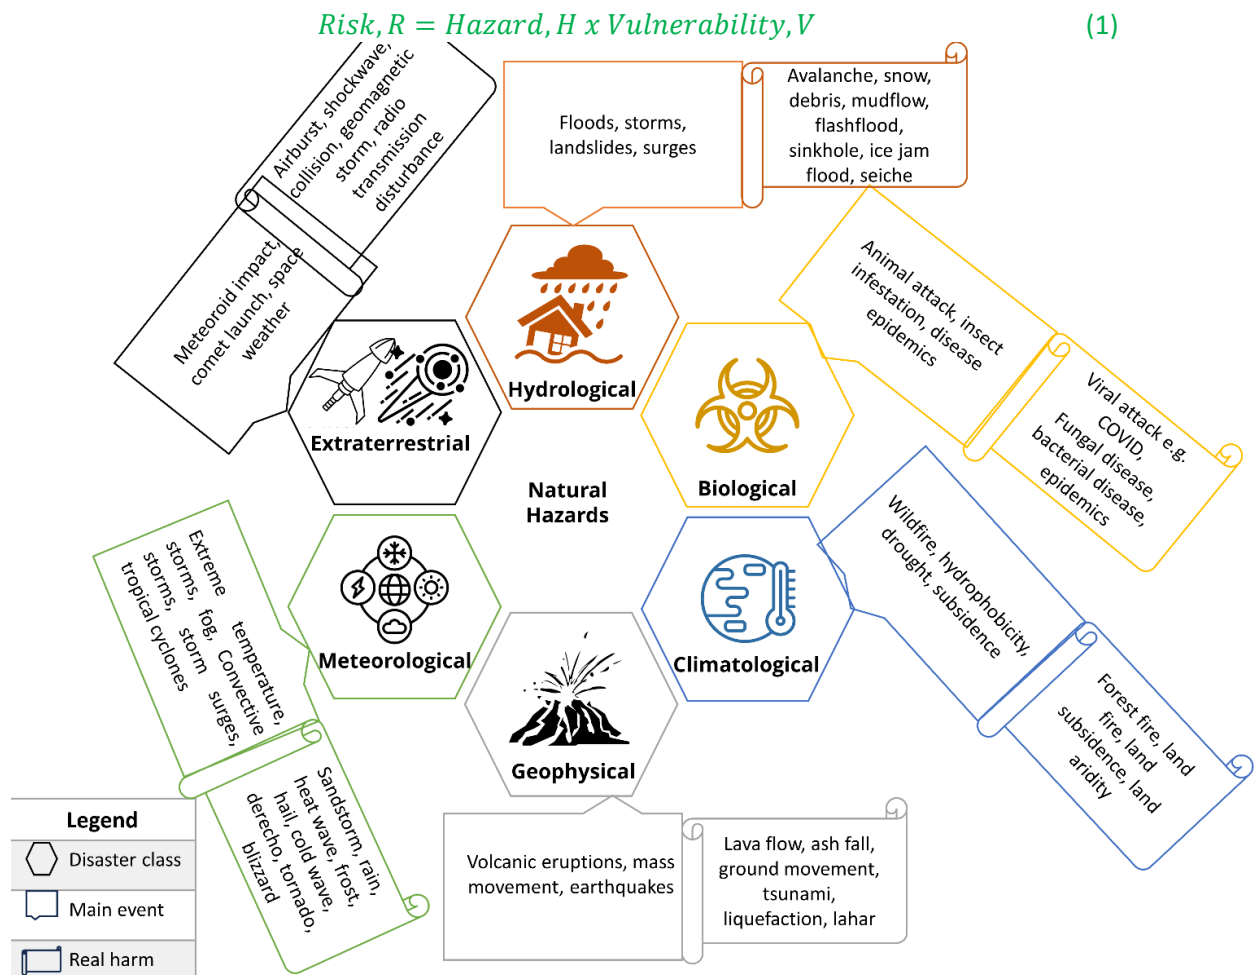 Risk, R = Hazard, H x Vulnerability, V (1)
Airburst, shockwave,
collision, geomagnetic
storm, radio
transmission
disturbance
Meteoroid impact,
comet launch, space
weather
Extraterrestrial
Floods, storms,
landslides, surges
Avalanche, snow,
debris, mudflow,
flashflood,
sinkhole, ice jam
flood, seiche
Hydrological
Animal attack, insect
infestation, disease
epidemics
Viral attack e.g.
COVID,
Fungal disease,
bacterial disease,
epidemics
Biological
Natural
Hazards
Wildfire, hydrophobicity,
drought, subsidence
Forest fire, land
fire, land
subsidence, land
aridity
Climatological
Extreme temperature,
storms, fog, Convective
storms, storm surges,
tropical cyclones
Sandstorm, rain,
heat wave, frost,
hail, cold wave,
derecho, tornado,
blizzard
Meteorological
Geophysical
Volcanic eruptions, mass
movement, earthquakes
Lava flow, ash fall,
ground movement,
tsunami,
liquefaction, lahar
Legend
Disaster class
Main event
Real harm